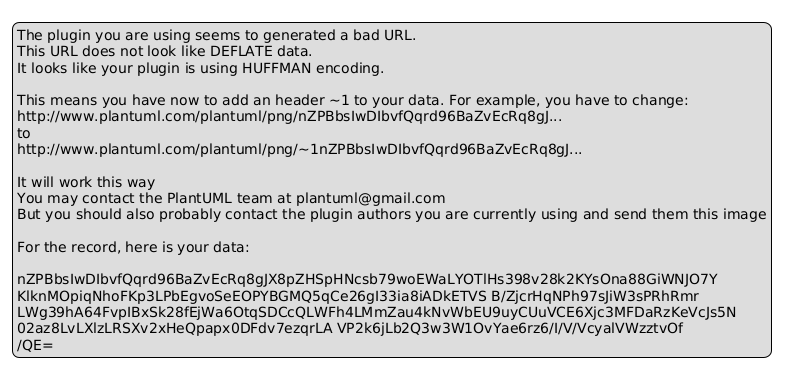 The plugin you are using seems to generated a bad URL.
This URL does not look like DEFLATE data.
It looks like your plugin is using HUFFMAN encoding.
This means you have now to add an header ~1 to your data. For example, you have to change:
http://www.plantuml.com/plantuml/png/nZPBbsIwDIbvfQqrd96BaZvEcRq8gJ...
to
http://www.plantuml.com/plantuml/png/~1nZPBbsIwDIbvfQqrd96BaZvEcRq8gJ...
It will work this way
You may contact the PlantUML team at plantuml@gmail.com
But you should also probably contact the plugin authors you are currently using and send them this image
For the record, here is your data:
nZPBbsIwDIbvfQqrd96BaZvEcRq8gJX8pZHSpHNcsb79woEWaLYOTlHs398v28k2KYsOna88GiWNJO7Y
KlknMOpiqNhoFKp3LPbEgvoSeEOPYBGMQ5qCe26gl33ia8iADkETVS B/ZjcrHqNPh97sJiW3sPRhRmr
LWg39hA64FvpIBxSk28fEjWa6OtqSDCcQLWFh4LMmZau4kNvWbEU9uyCUuVCE6Xjc3MFDaRzKeVcJs5N
02az8LvLXlzLRSXv2xHeQpapx0DFdv7ezqrLA VP2k6jLb2Q3w3W1OvYae6rz6/I/V/VcyalVWzztvOf
/QE=